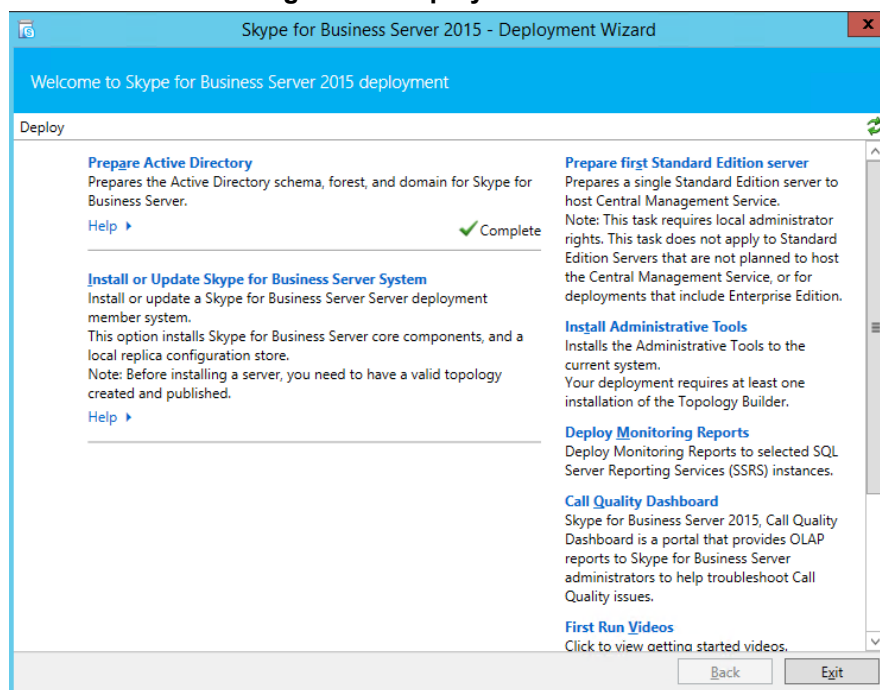 Skype for Business Server 2015 - Deployment Wizard
x
Welcome to Skype for Business Server 2015 deployment
Deploy
Prepare Active Directory
Prepares the Active Directory schema, forest, and domain for Skype for
Business Server.
Help
Complete
Install or Update Skype for Business Server System
Install or update a Skype for Business Server Server deployment
member system.
This option installs Skype for Business Server core components, and a
local replica configuration store.
Note: Before installing a server, you need to have a valid topology
created and published.
Help
Prepare first Standard Edition server
Prepares a single Standard Edition server to
host Central Management Service.
Note: This task requires local administrator
rights. This task does not apply to Standard
Edition Servers that are not planned to host
the Central Management Service, or for
deployments that include Enterprise Edition.
Install Administrative Tools
Installs the Administrative Tools to the
current system.
Your deployment requires at least one
installation of the Topology Builder.
Deploy Monitoring Reports
Deploy Monitoring Reports to selected SQL
Server Reporting Services (SSRS) instances.
Call Quality Dashboard
Skype for Business Server 2015, Call Quality
Dashboard is a portal that provides OLAP
reports to Skype for Business Server
administrators to help troubleshoot Call
Quality issues.
First Run Videos
Click to view getting started videos.
Back
Exit